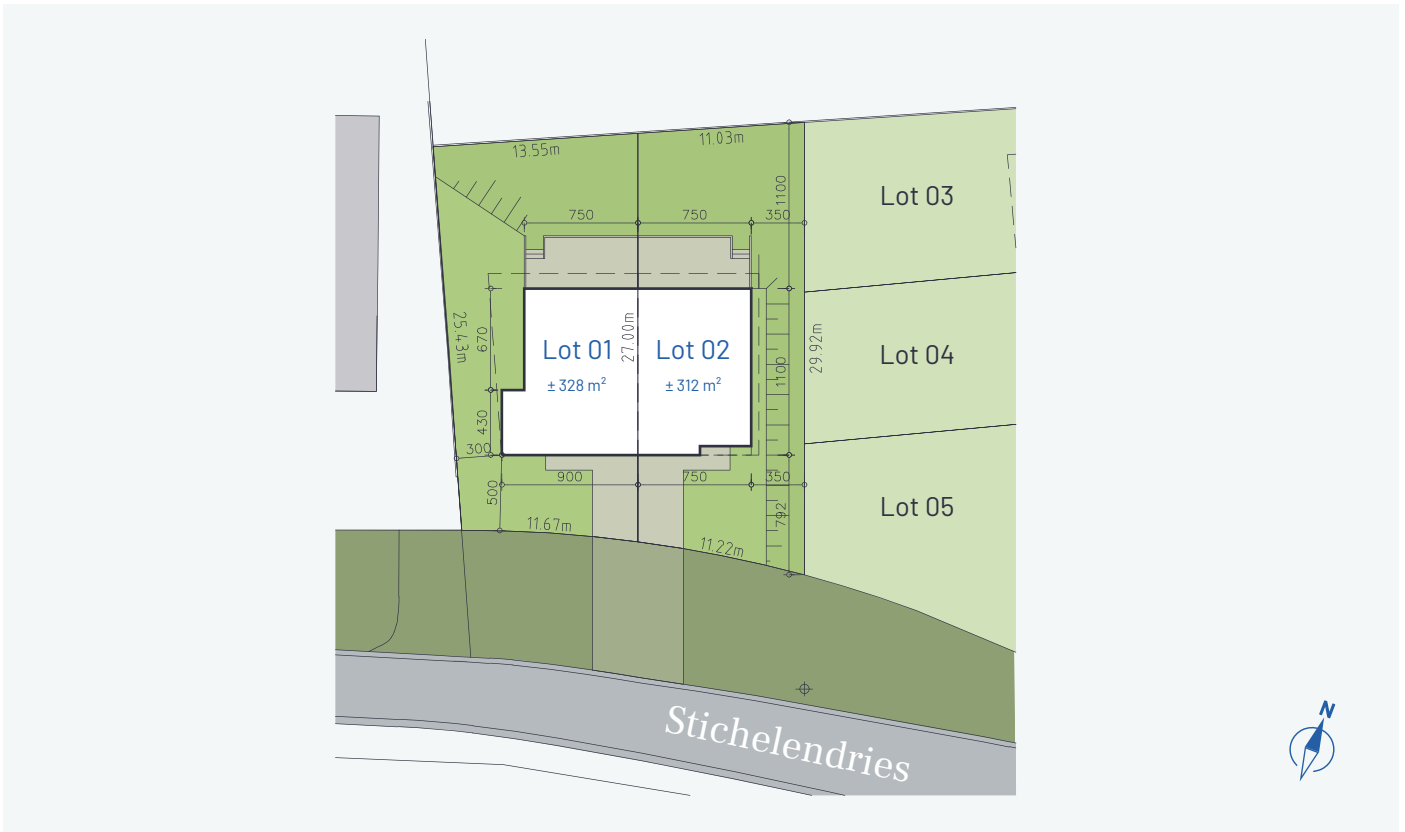 13.55m
11.03m
1100
750
750
350
Lot 03
25.43m
670
27.00m
Lot 01
± 328 m²
Lot 02
± 312 m²
1100
29.92m
Lot 04
430
300
900
750
350
500
792
Lot 05
11.67m
11.22m
Stichelendries
N